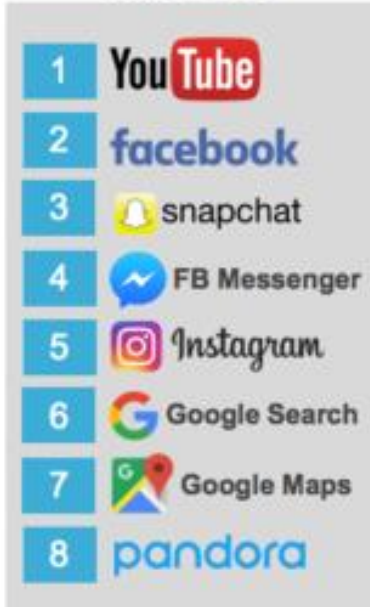 1 YouTube
2 facebook
3 snapchat
4 FB Messenger
5 Instagram
6 G Google Search
7 G Google Maps
8 pandora